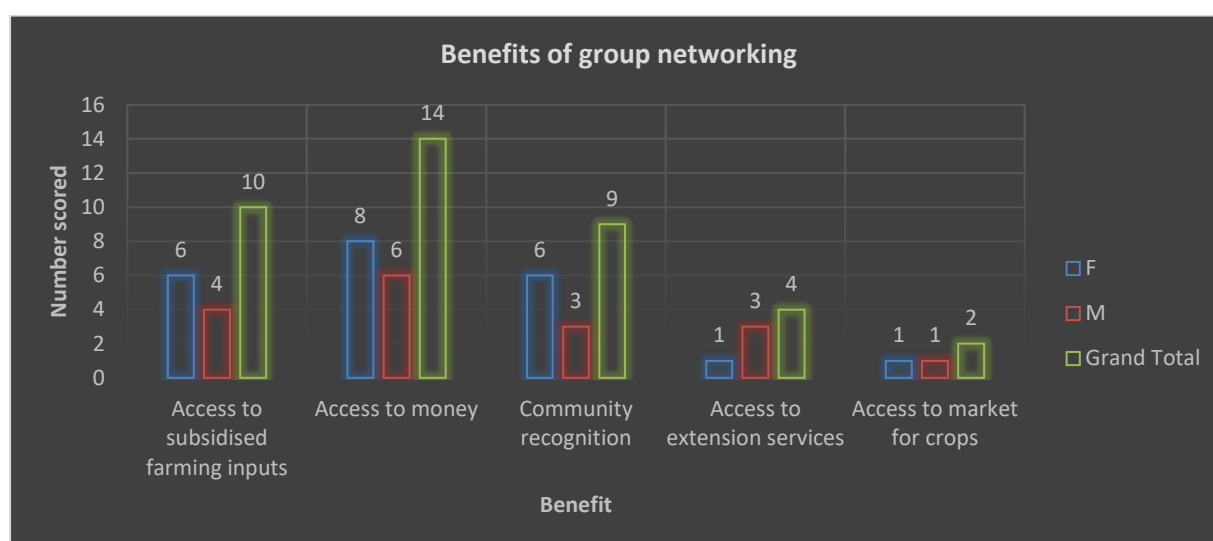 Benefits of group networking
16
14
12
10
8
6
4
2
0
Number scored
6
4
10
8
6
14
6
3
9
1
3
4
1
1
2
Access to
subsidised
farming inputs
Access to money
Community
recognition
Access to
extension services
Access to market
for crops
Benefit
F
M
Grand Total